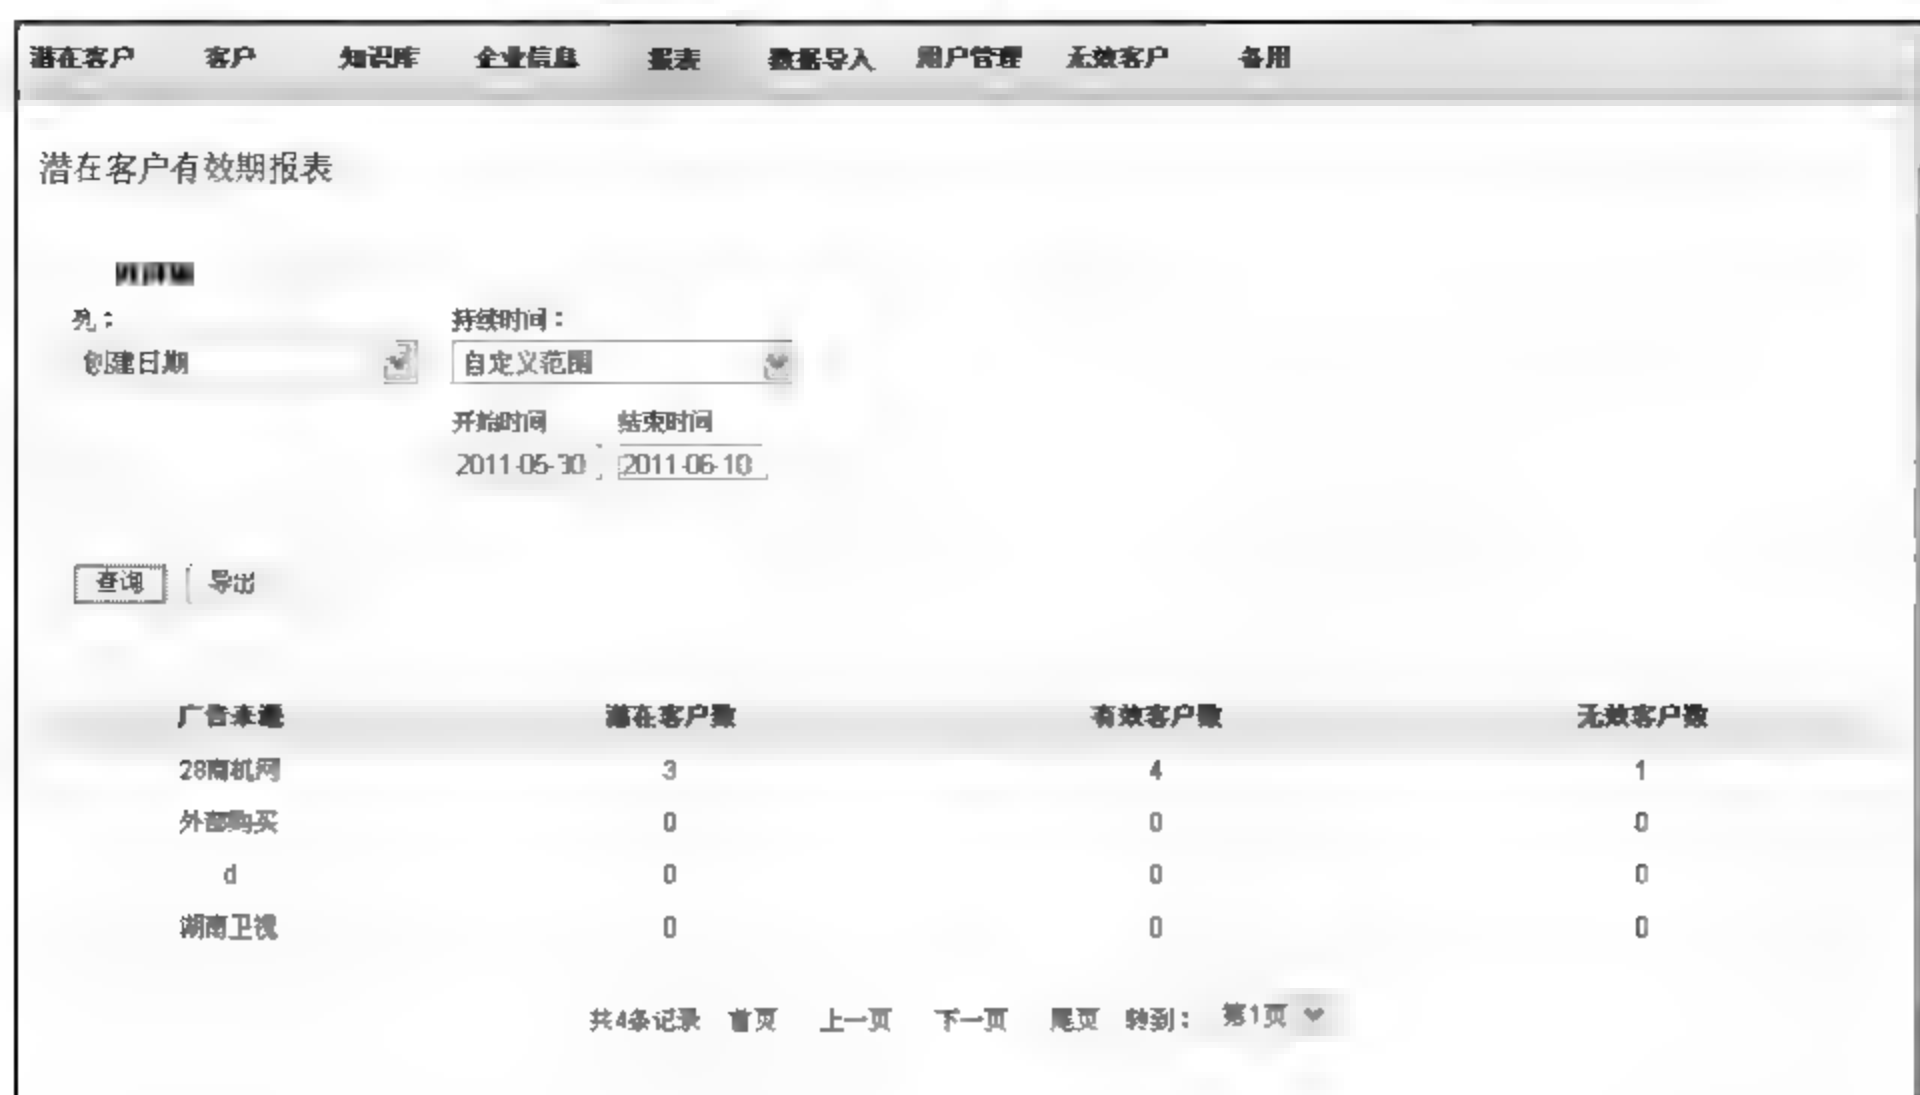 潜在客户 客户 知识库 企业信息 报表 数据导入 用户管理 无效客户 备用
潜在客户有效期报表
列：
持续时间：
创建日期
自定义范围
开始时间 结束时间
2011-05-30 2011-06-10
查询 导出
广告来源 潜在客户数 有效客户数 无效客户数
28商机网 3 4 1
外部购买 0 0 0
d 0 0 0
湖南卫视 0 0 0
共4条记录 首页 上一页 下一页 尾页 转到： 第1页